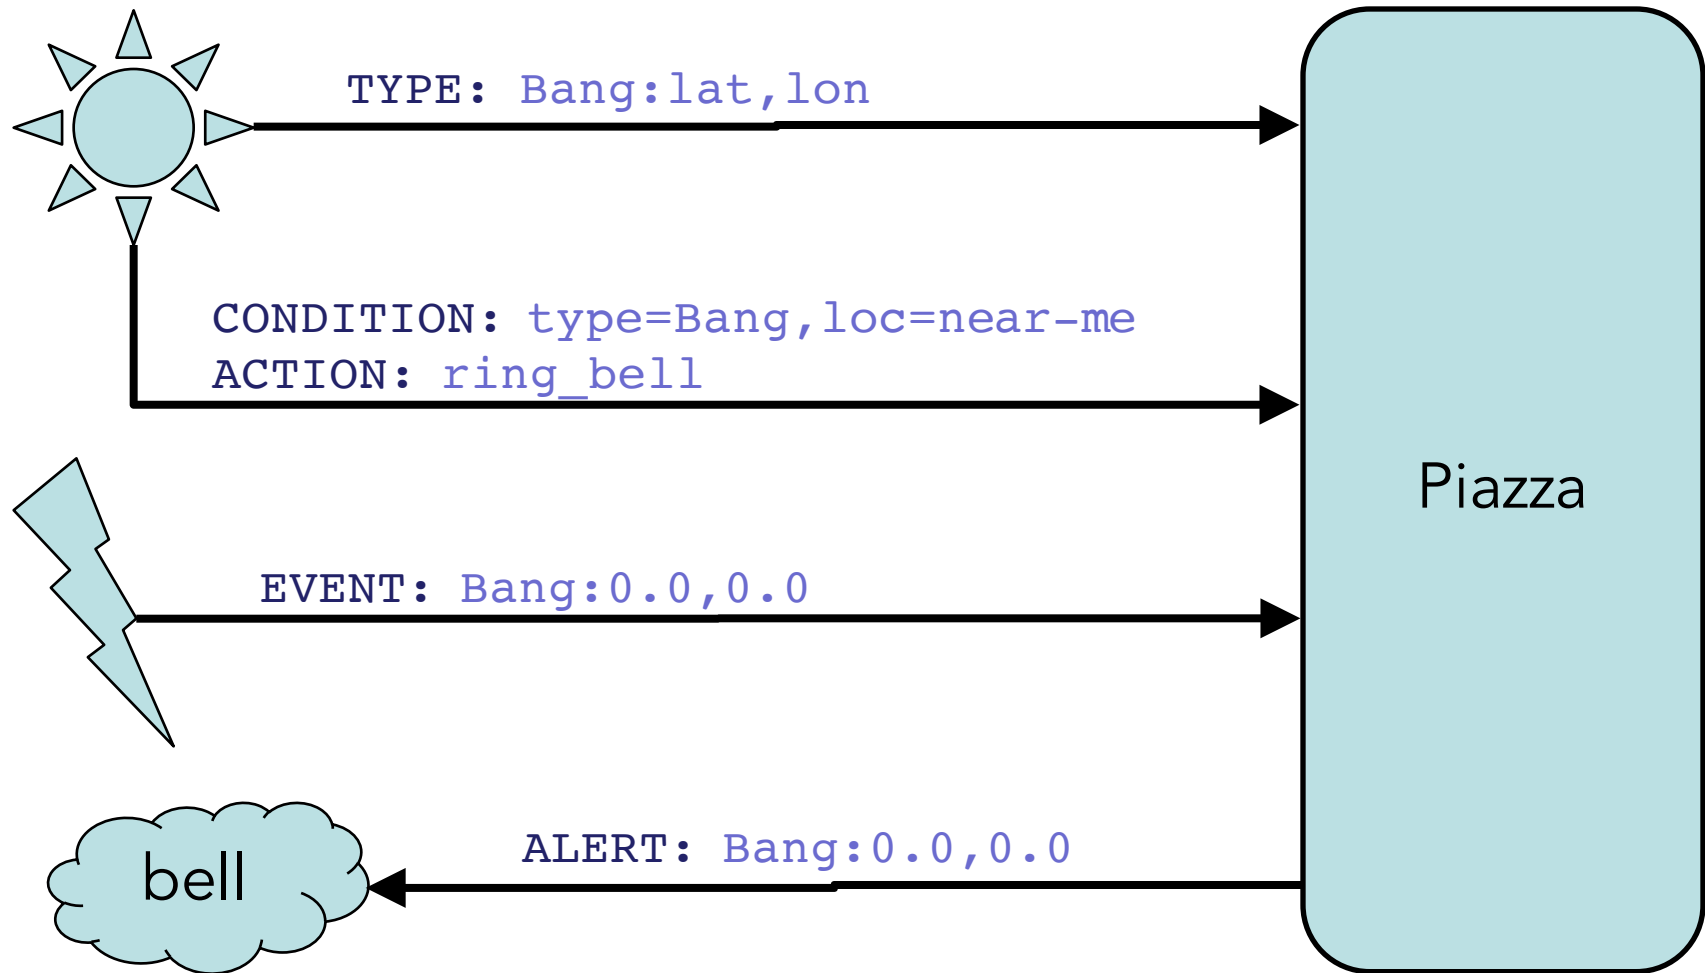 TYPE: Bang:lat,lon
CONDITION: type=Bang,loc=near-me
ACTION: ring_bell
Piazza
EVENT: Bang:0.0,0.0
ALERT: Bang:0.0,0.0
bell